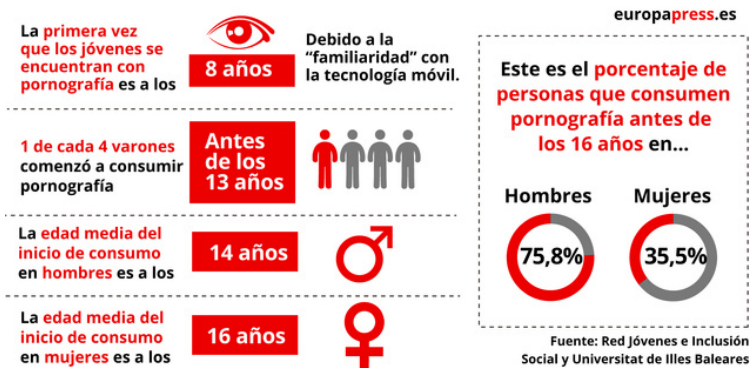 La primera vez
que los jóvenes se
encuentran con
pornografía es a los
8 años
Debido a la
“familiaridad” con
la tecnología móvil.
1 de cada 4 varones
comenzó a consumir
pornografía
Antes
de los
13 años
La edad media del
inicio de consumo
en hombres es a los
14 años
La edad media del
inicio de consumo
en mujeres es a los
16 años
europapress.es
Este es el porcentaje de
personas que consumen
pornografía antes de
los 16 años en...
Hombres
75,8%
Mujeres
35,5%
Fuente: Red Jóvenes e Inclusión
Social y Universitat de Illes Baleares